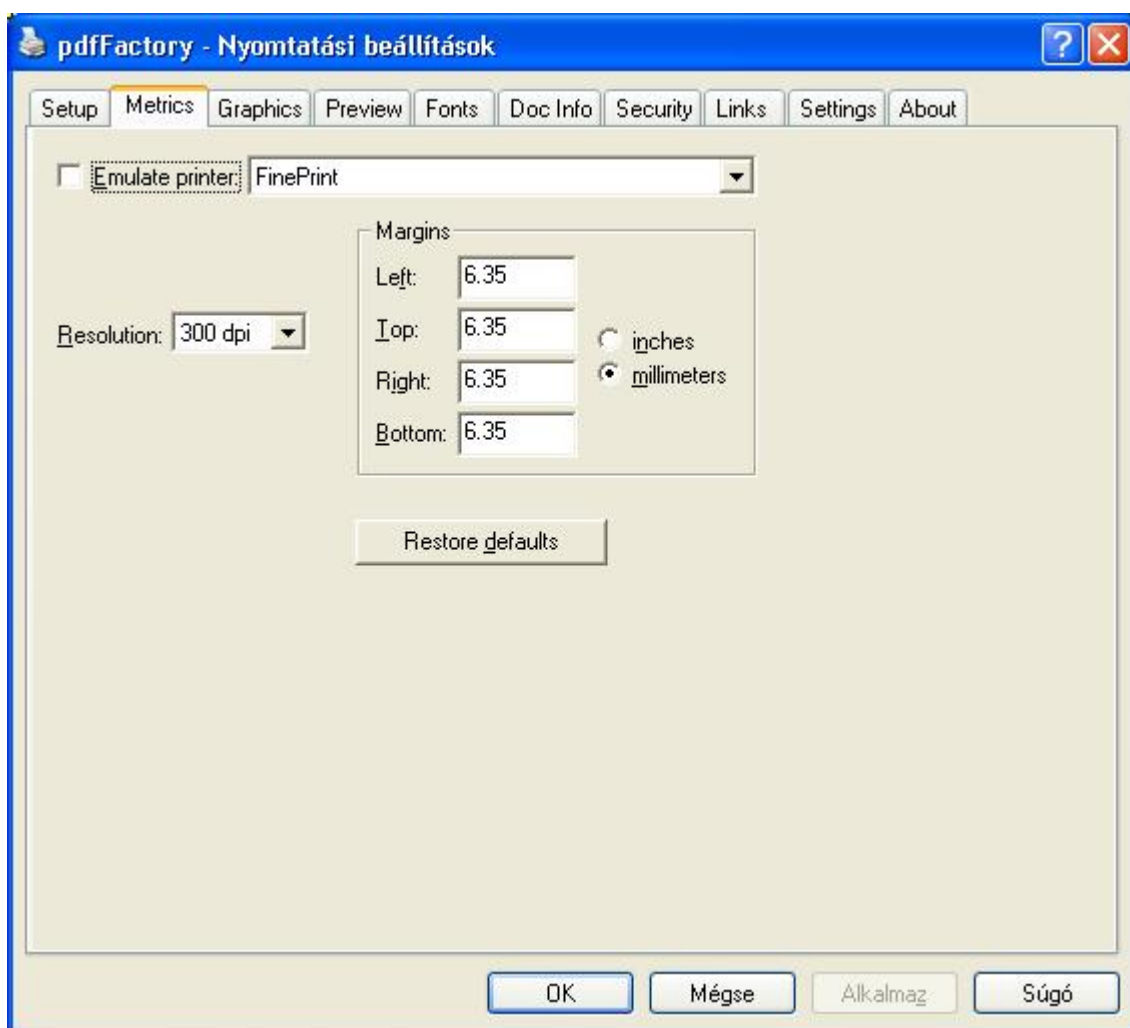 pdfFactory - Nyomtatási beállítások
Setup Metrics Graphics Preview Fonts Doc Info Security Links Settings About
Emulate printer: FinePrint
Margins
Left: 6.35
Top: 6.35
Right: 6.35
Bottom: 6.35
inches
millimeters
Resolution: 300 dpi
Restore defaults
OK Mégse Alkalmaz Súgó